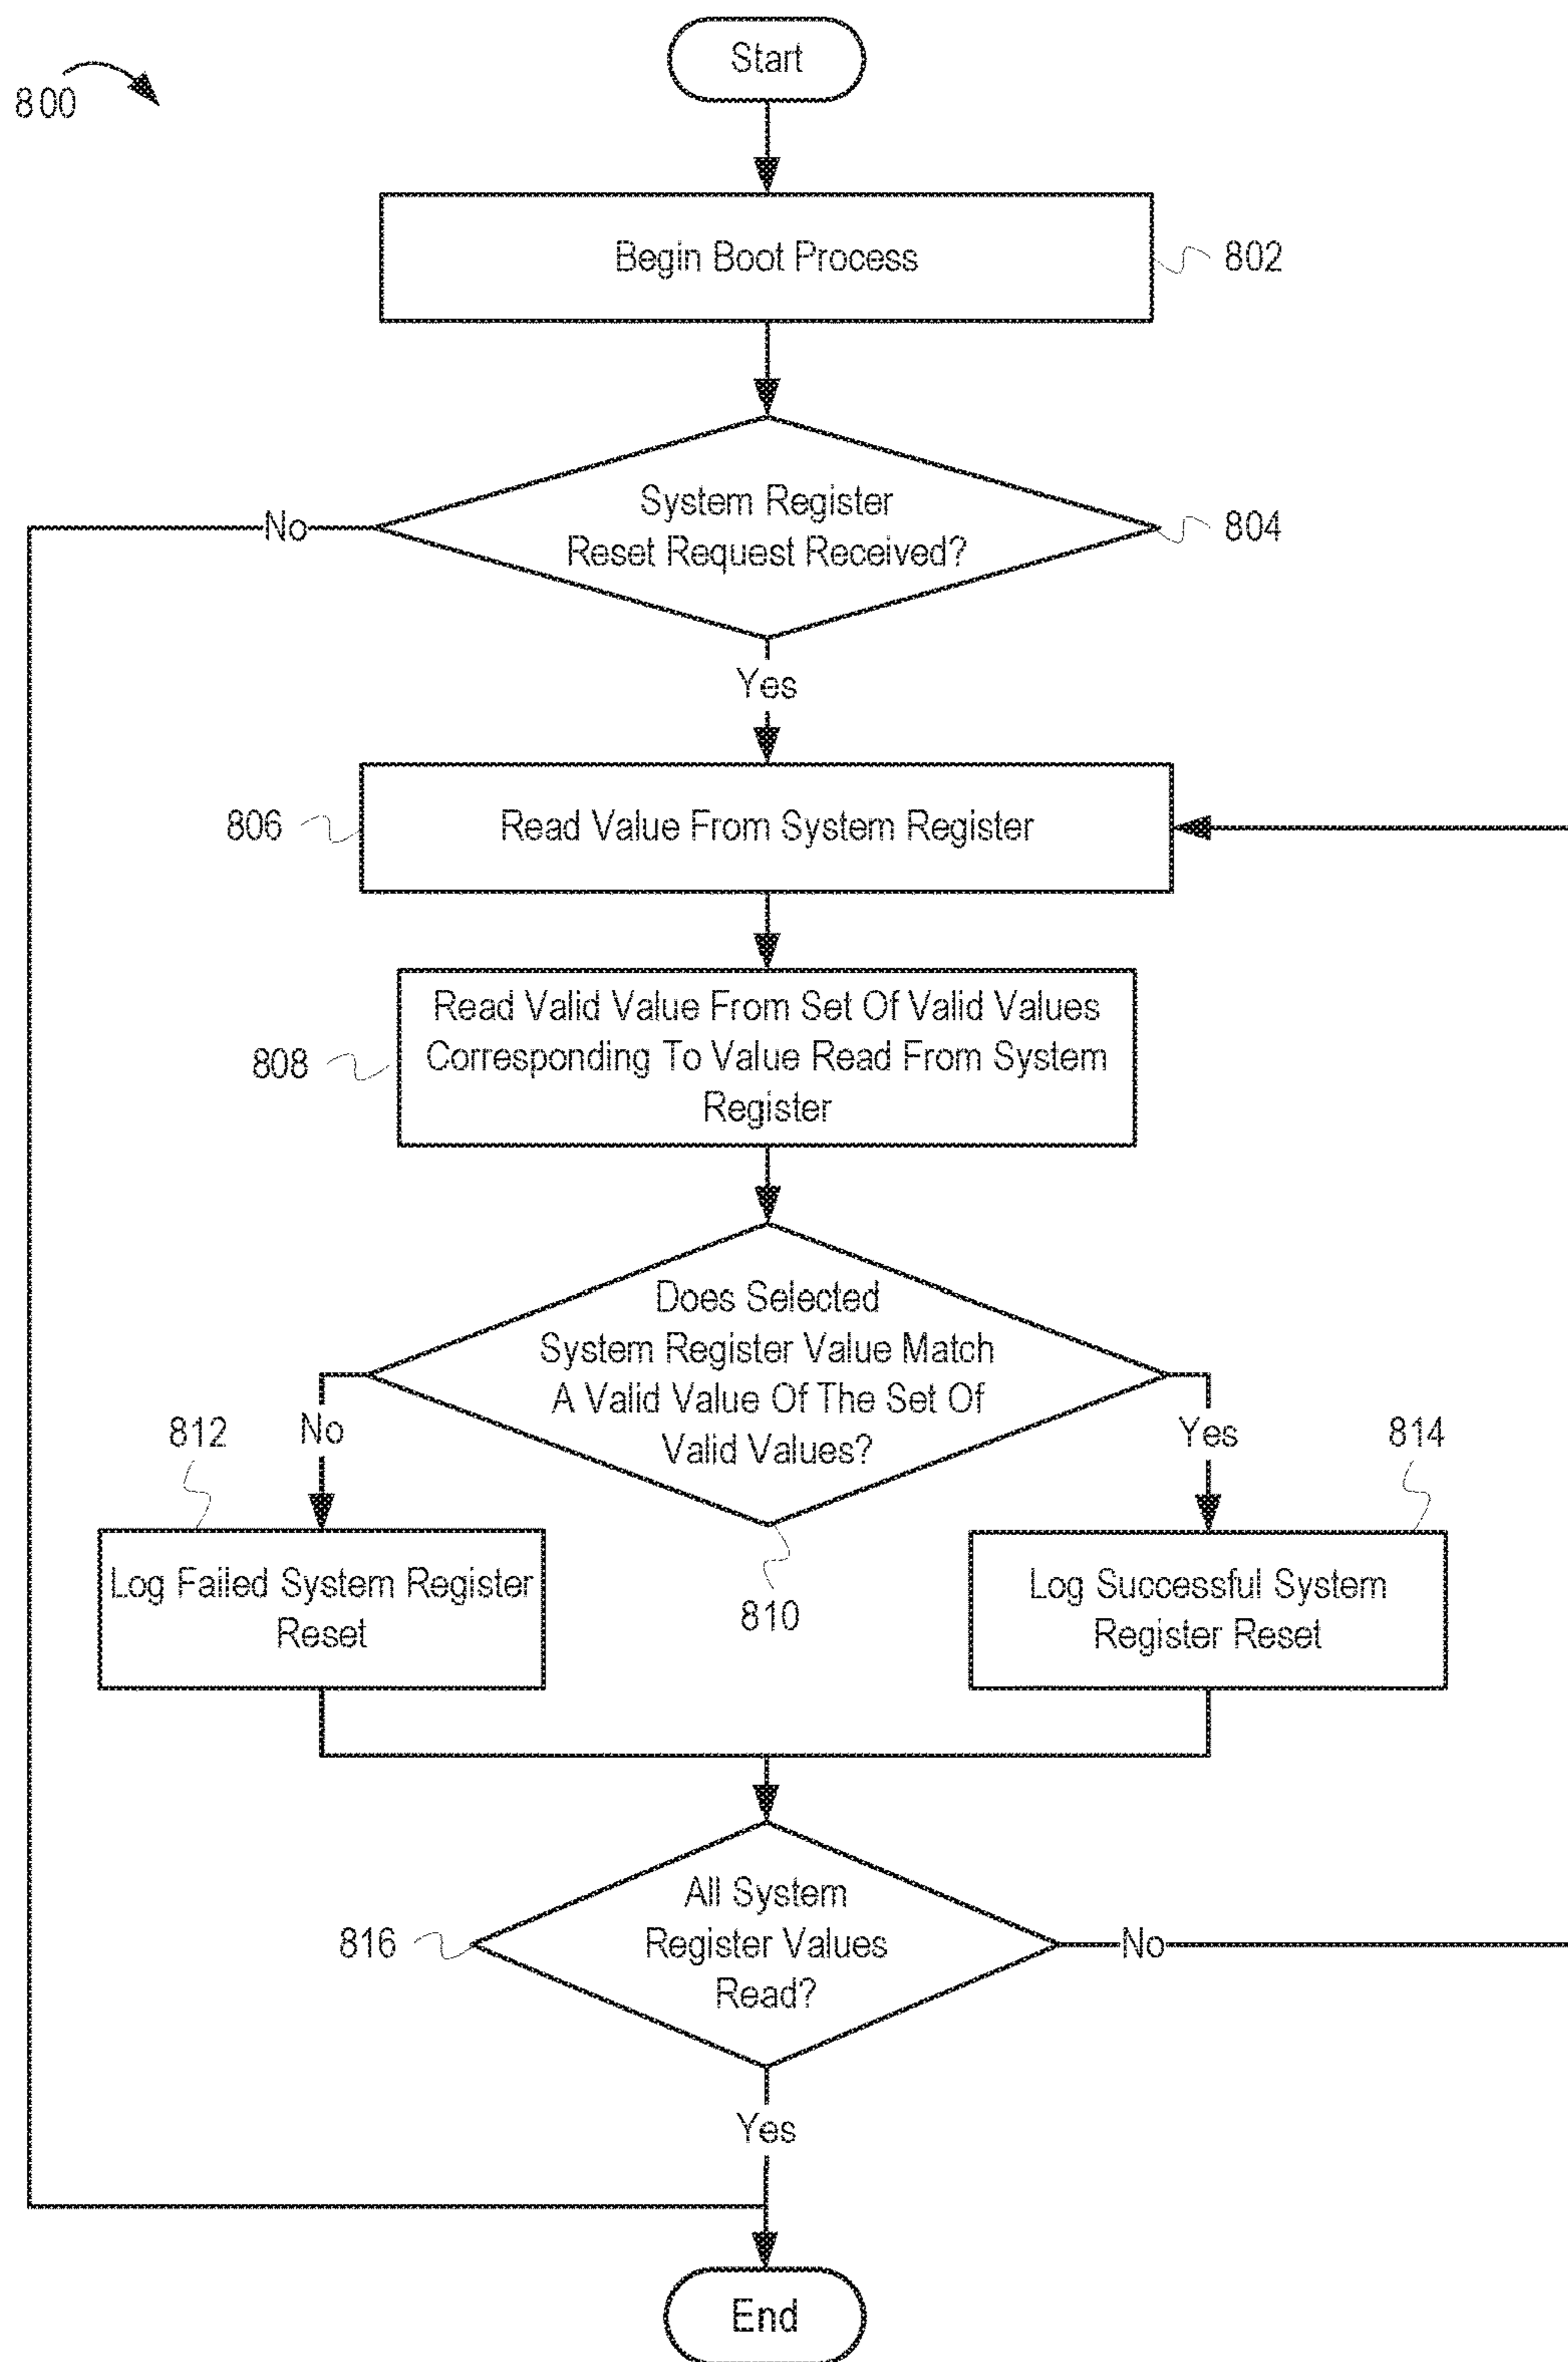 800
Start
Begin Boot Process
802
System Register
Reset Request Received?
804
No
Yes
806
Read Value From System Register
808
Read Valid Value From Set Of Valid Values
Corresponding To Value Read From System
Register
Does Selected
System Register Value Match
A Valid Value Of The Set Of
Valid Values?
810
No
Yes
812
814
Log Failed System Register
Reset
Log Successful System
Register Reset
816
All System
Register Values
Read?
No
Yes
End